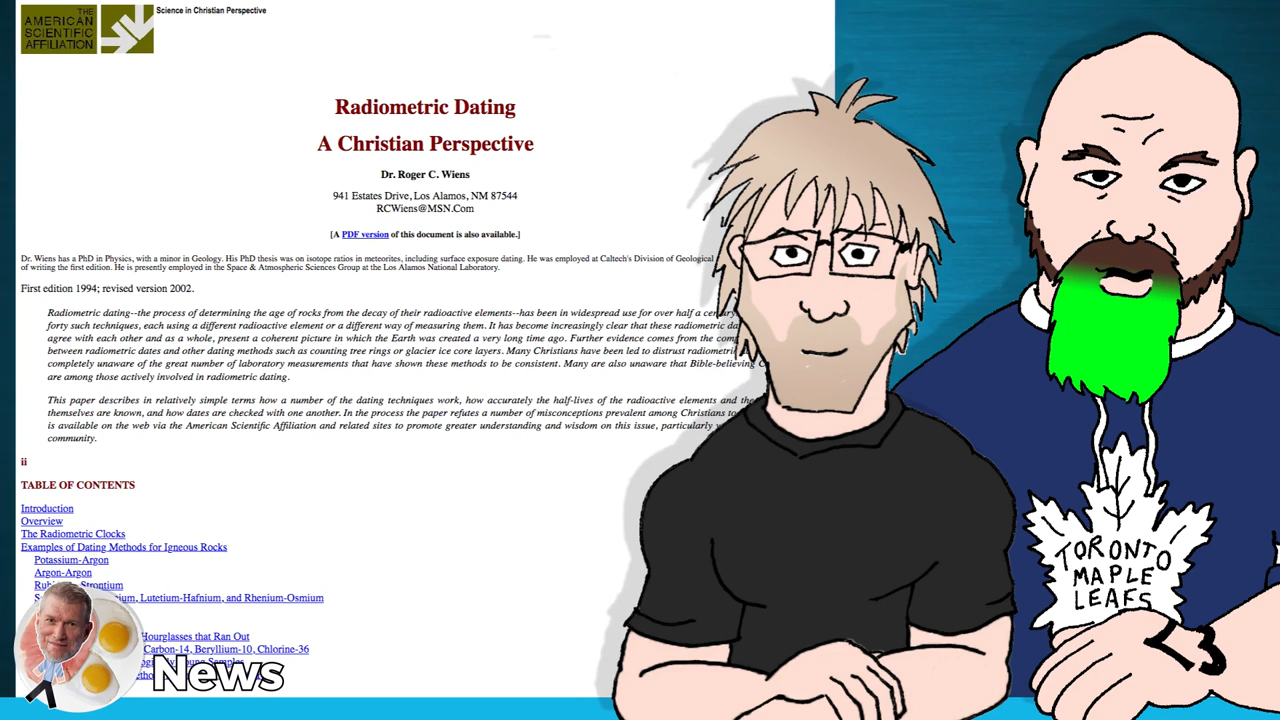 THE
AMERICAN
SCIENTIFIC
AFFILIATION
Science in Christian Perspective
Radiometric Dating
A Christian Perspective
Dr. Roger C. Wiens
941 Estates Drive, Los Alamos, NM 87544
RCWiens@MSN.Com
[A PDF version of this document is also available.]
Dr. Wiens has a PhD in Physics, with a minor in Geology. His PhD thesis was on isotope ratios in meteorites, including surface exposure dating. He was employed at Caltech's Division of Geological
of writing the first edition. He is presently employed in the Space & Atmospheric Sciences Group at the Los Alamos National Laboratory.
First edition 1994; revised version 2002.
Radiometric dating--the process of determining the age of rocks from the decay of their radioactive elements--has been in widespread use for over half a century.
forty such techniques, each using a different radioactive element or a different way of measuring them. It has become increasingly clear that these radiometric
agree with each other and as a whole, present a coherent picture in which the Earth was created a very long time ago. Further evidence comes from the
between radiometric dates and other dating methods such as counting tree rings or glacier ice core layers. Many Christians have been led to distrust
completely unaware of the great number of laboratory measurements that have shown these methods to be consistent. Many are also unaware that Bible-believing
are among those actively involved in radiometric dating.
This paper describes in relatively simple terms how a number of the dating techniques work, how accurately the half-lives of the radioactive elements and
themselves are known, and how dates are checked with one another. In the process the paper refutes a number of misconceptions prevalent among Christians
is available on the web via the American Scientific Affiliation and related sites to promote greater understanding and wisdom on this issue, particularly
community.
ii
TABLE OF CONTENTS
Introduction
Overview
The Radiometric Clocks
Examples of Dating Methods for Igneous Rocks
Potassium-Argon
Argon-Argon
Strontium
Lutetium-Hafnium, and Rhenium-Osmium
Hourglasses that Ran Out
Carbon-14, Beryllium-10, Chlorine-36
Young Samples
News
TORONTO
MAPLE
LEAFS
<3